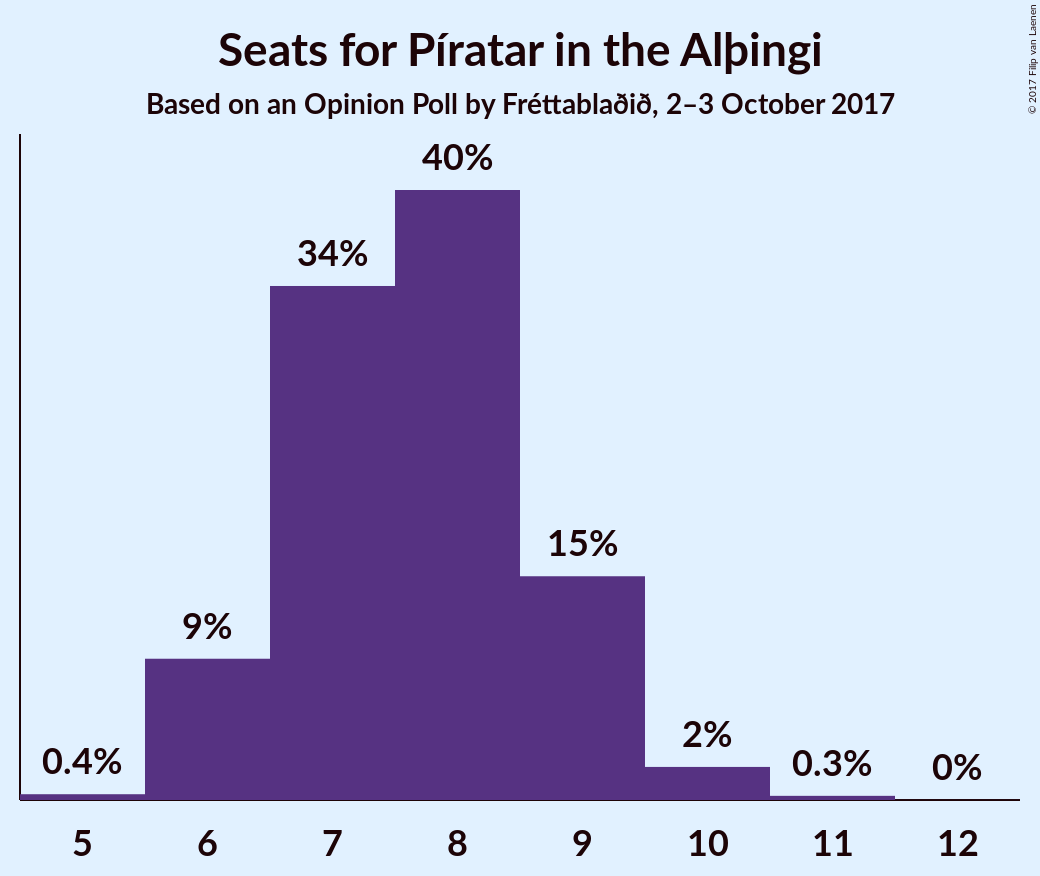 Seats for Píratar in the Alþingi
Based on an Opinion Poll by Fréttablaðið, 2–3 October 2017
© 2017 Filip van Laenen
40%
34%
15%
9%
2%
0.4%
0.3%
0%
5 6 7 8 9 10 11 12